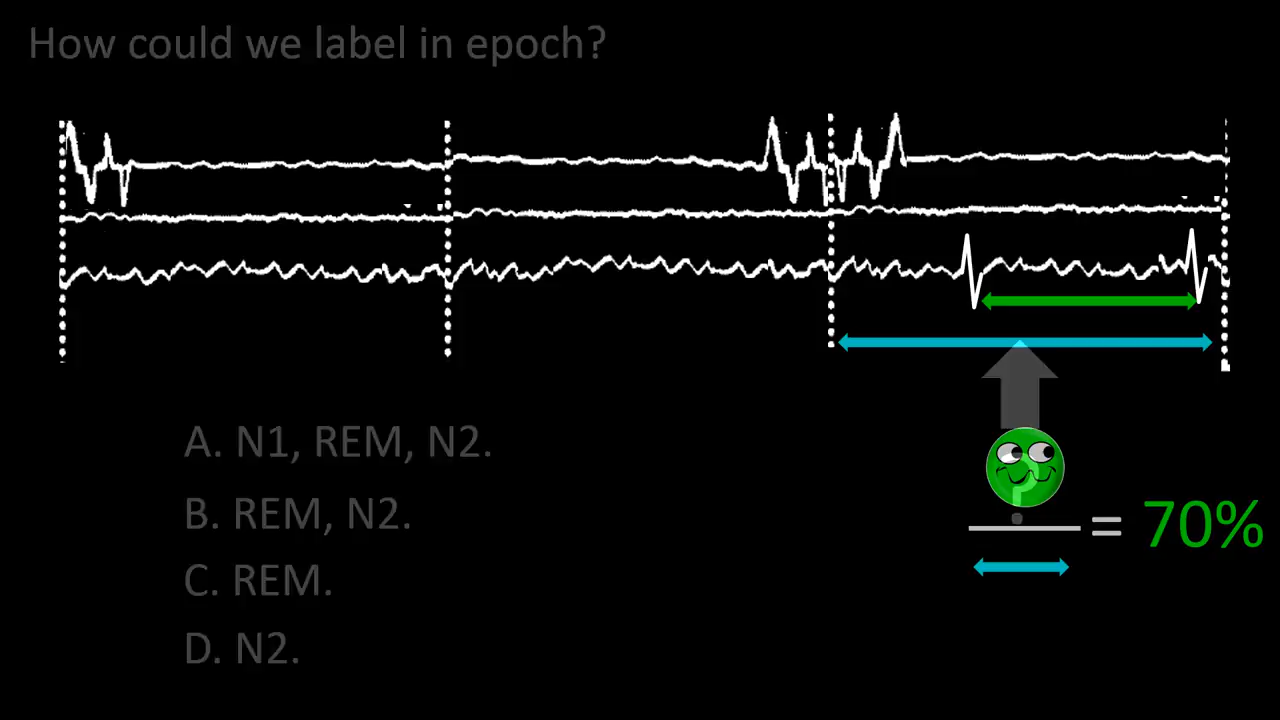 How could we label in epoch?
A. N1, REM, N2.
B. REM, N2.
= 70%
C. REM.
D. N2.